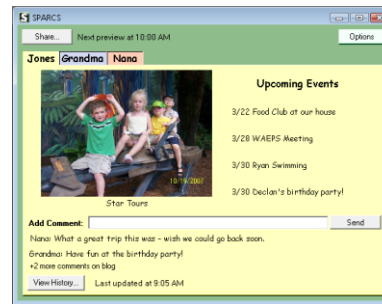 SPARCS
Share... Next preview at 10:00 AM Options
Jones Grandma Nana
Upcoming Events
3/22 Food Club at our house
3/28 WAEPS Meeting
3/30 Ryan Swimming
3/30 Declan's birthday party!
10/19/2007
Star Tours
Add Comment: Send
Nana: What a great trip this was - wish we could go back soon.
Grandma: Have fun at the birthday party!
+2 more comments on blog
View History... Last updated at 9:05 AM